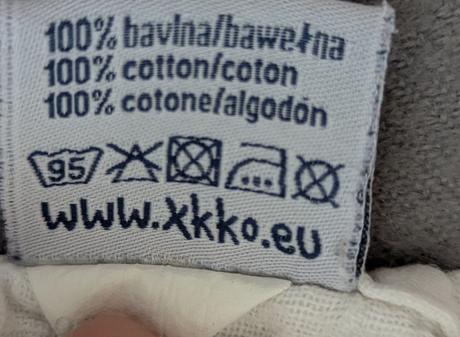 100% bavlna/bawełna
100% cotton/coton
100% cotone/algodón
95
www.xkko.eu